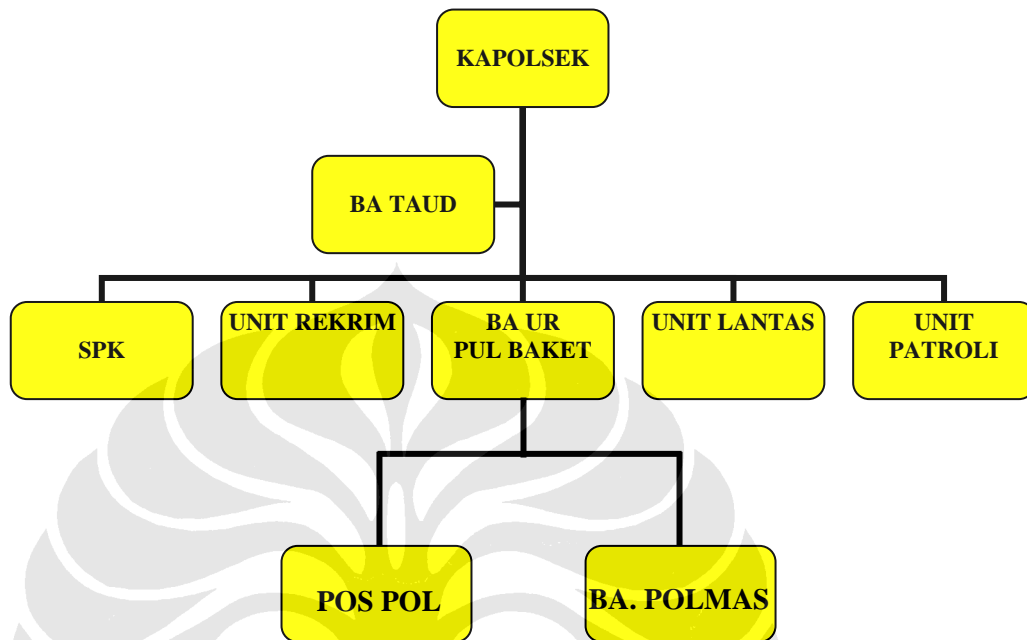 KAPOLSEK
BA TAUD
SPK
UNIT REKRIM
BA UR
PUL BAKET
UNIT LANTAS
UNIT
PATROLI
POS POL
BA. POLMAS